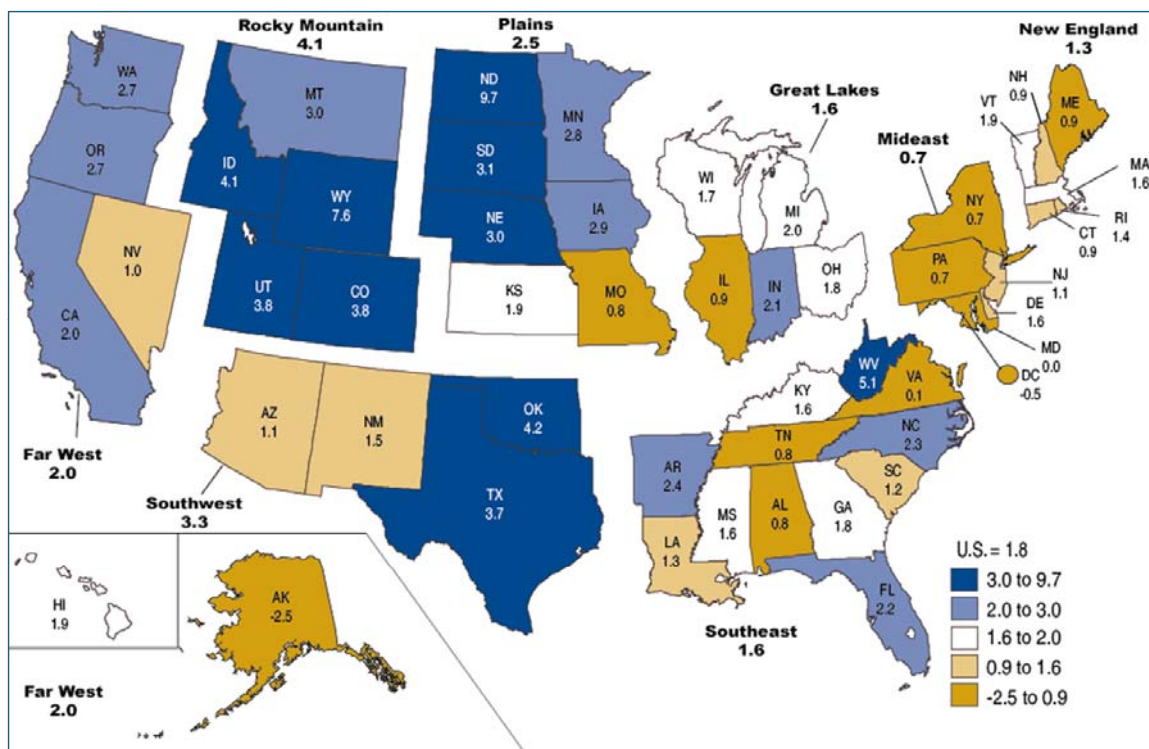 Rocky Mountain
4.1
Plains
2.5
New England
1.3
Great Lakes
1.6
Mideast
0.7
WA
2.7
OR
2.7
CA
2.0
NV
1.0
ID
4.1
MT
3.0
WY
7.6
UT
3.8
CO
3.8
ND
9.7
SD
3.1
NE
3.0
KS
1.9
MN
2.8
IA
2.9
MO
0.8
WI
1.7
MI
2.0
IL
0.9
IN
2.1
OH
1.8
NH
0.9
VT
1.9
ME
0.9
MA
1.6
RI
1.4
CT
0.9
NY
0.7
PA
0.7
NJ
1.1
DE
1.6
MD
0.0
DC
-0.5
AZ
1.1
NM
1.5
OK
4.2
TX
3.7
WV
5.1
VA
0.1
KY
1.6
TN
0.8
NC
2.3
SC
1.2
AR
2.4
LA
1.3
MS
1.6
AL
0.8
GA
1.8
FL
2.2
Far West
2.0
Southwest
3.3
Southeast
1.6
HI
1.9
AK
-2.5
Far West
2.0
U.S. = 1.8
3.0 to 9.7
2.0 to 3.0
1.6 to 2.0
0.9 to 1.6
-2.5 to 0.9